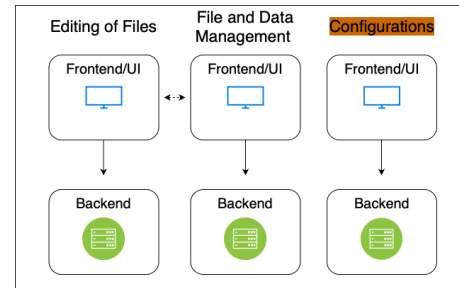 Editing of Files
File and Data
Management
Configurations
Frontend/UI
Frontend/UI
Frontend/UI
Backend
Backend
Backend